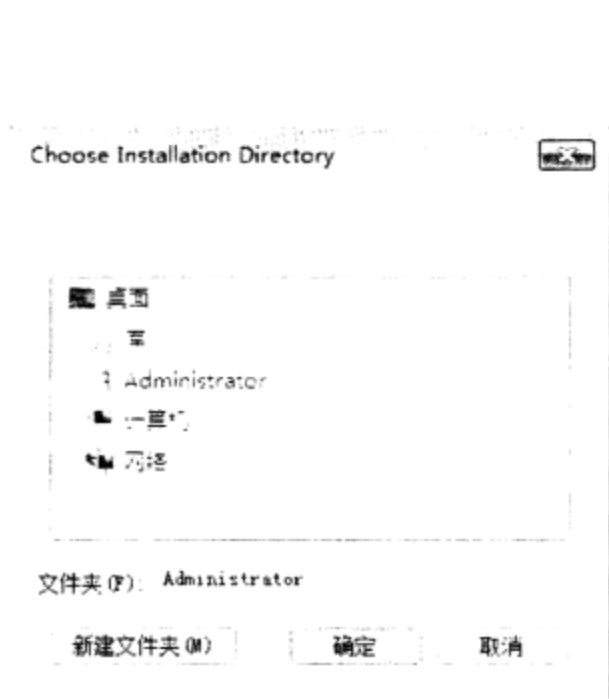 Choose Installation Directory
桌面
Administrator
网络
文件夹(F): Administrator
新建文件夹(M)
确定
取消